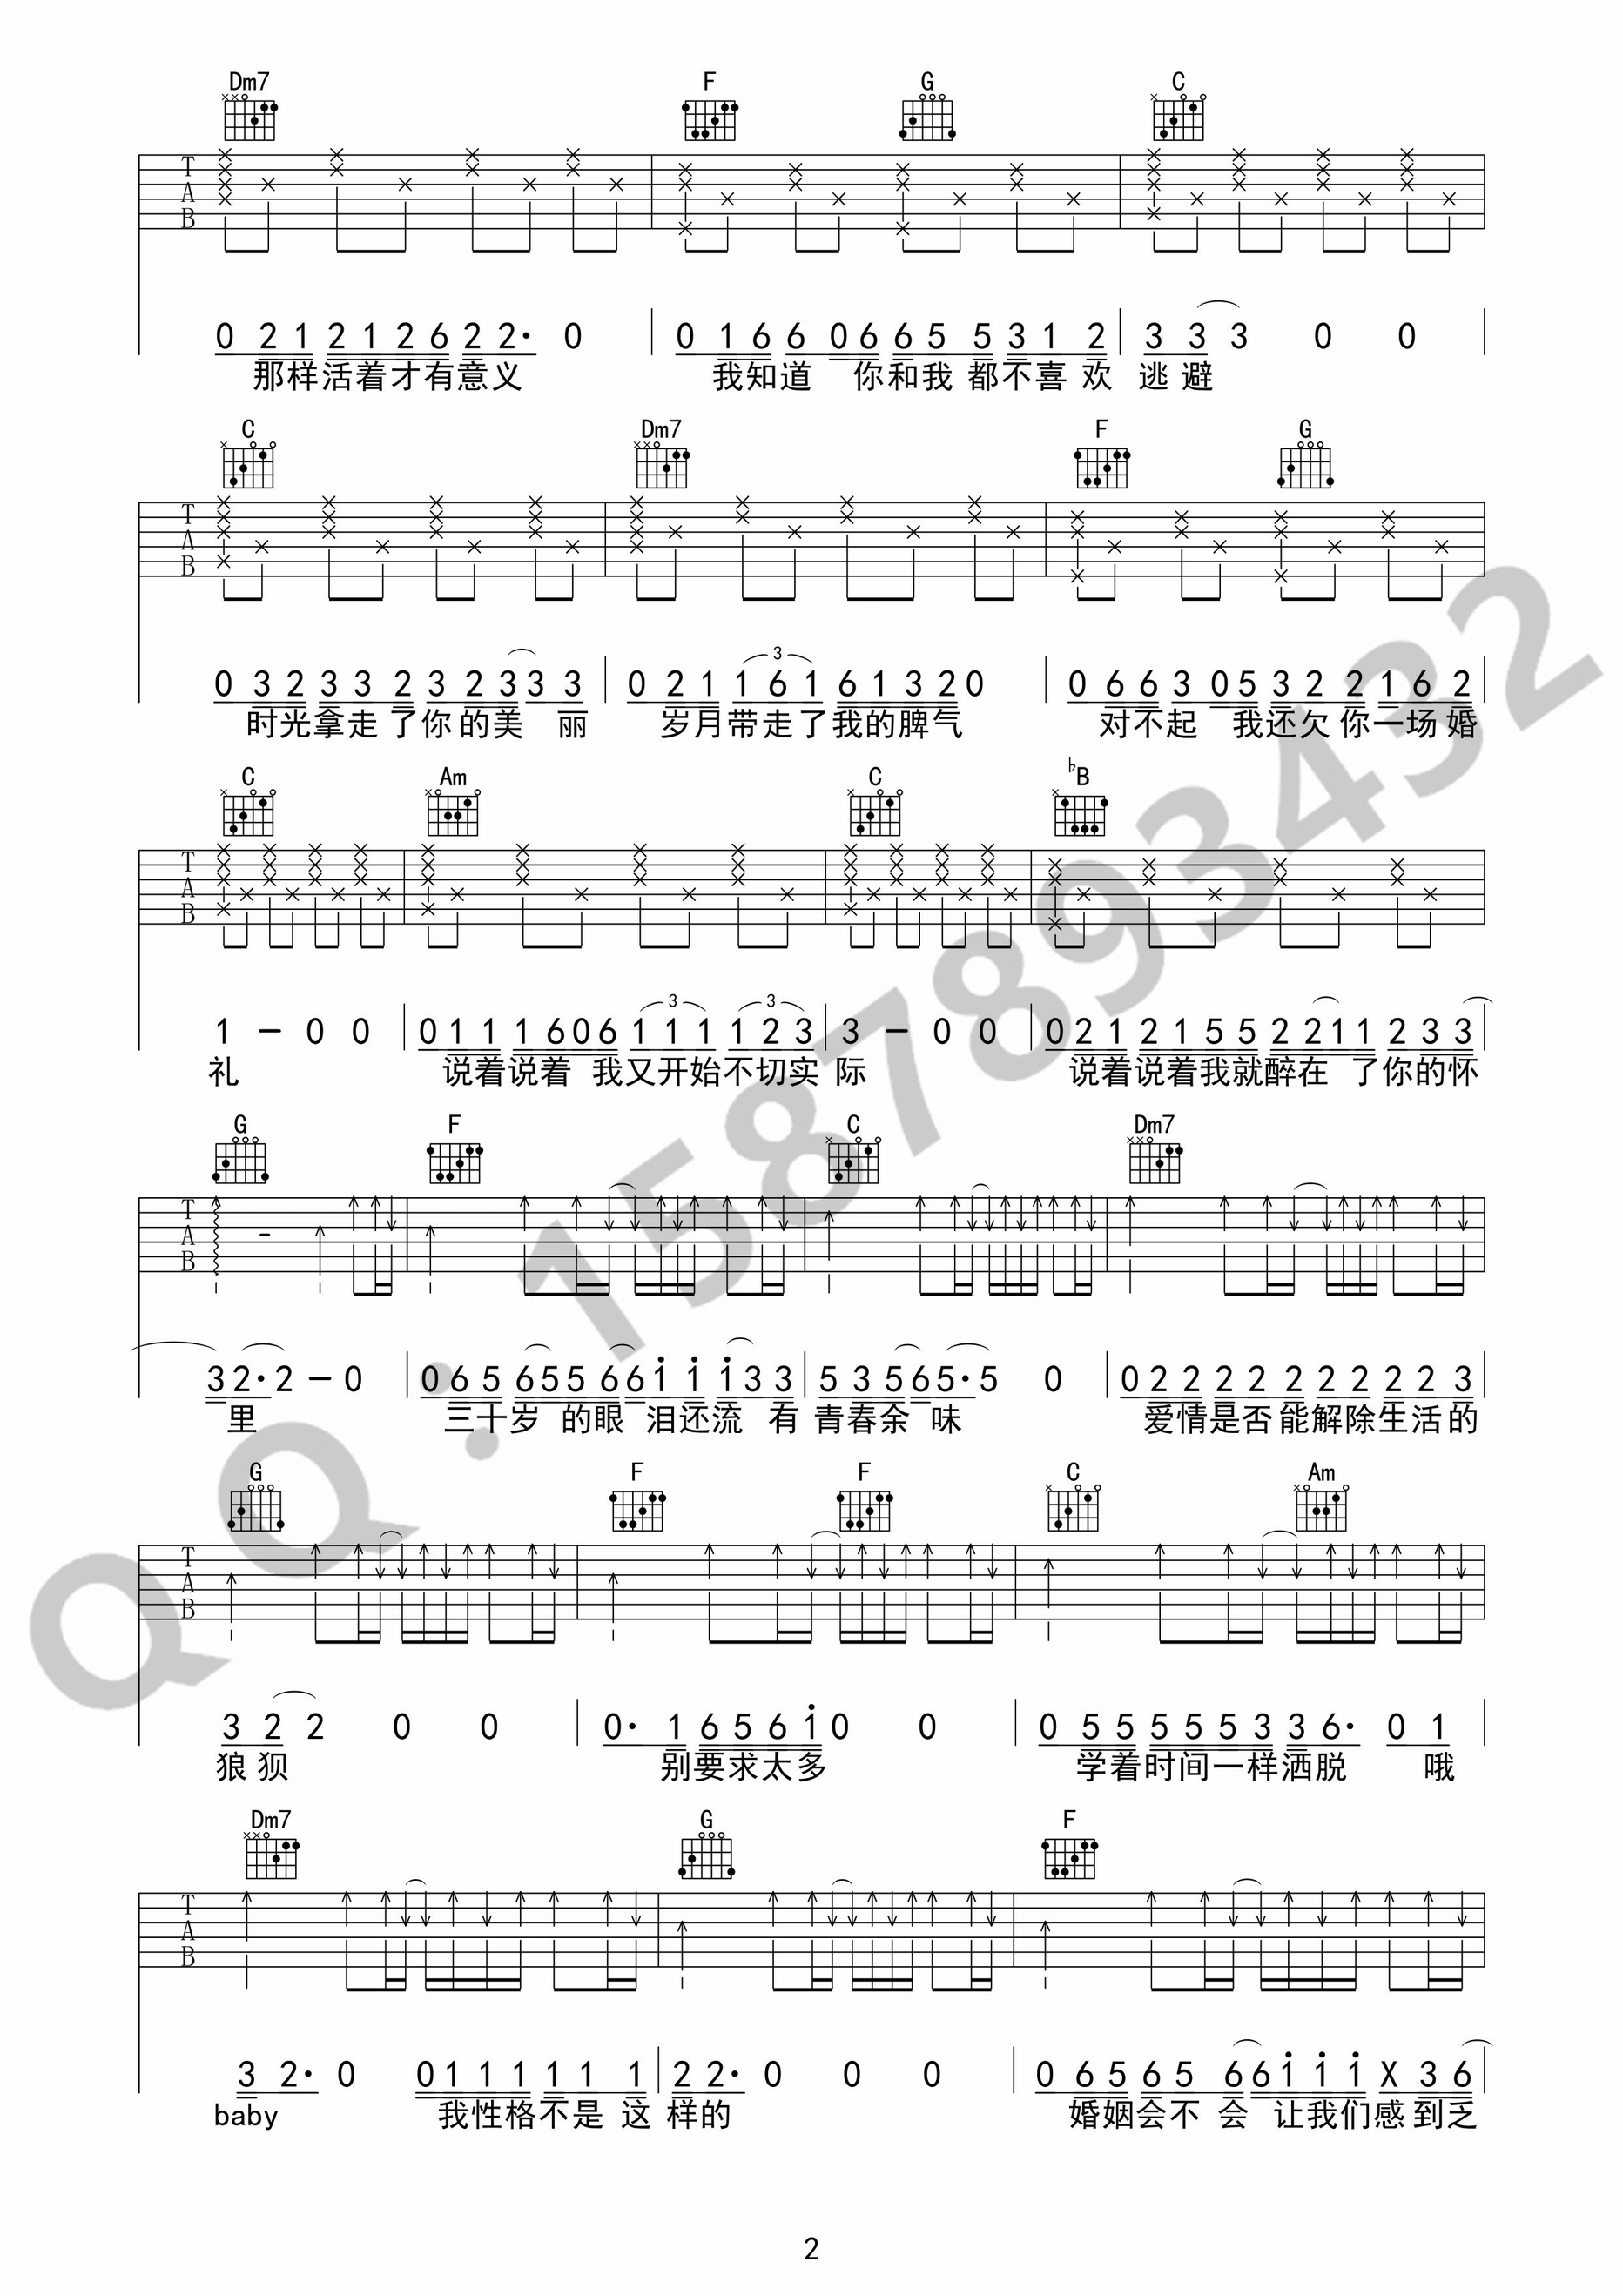 Dm7 F G C
T A B
0 2 1 2 1 2 6 2 2· 0 | 0 1 6 6 0 6 6 5 5 3 1 2 | 3 3 3 0 0
那样活着才有意义 我知道 你和我 都不喜 欢 逃 避
C Dm7 F G
T A B
3
0 3 2 3 3 2 3 2 3 3 3 | 0 2 1 1 6 1 6 1 3 2 0 | 0 6 6 3 0 5 3 2 2 1 6 2
时光拿走 了你的美 丽 岁月带走了我的脾气 对不起 我还欠 你一场婚
C Am C ♭B
T A B
3 3
1 - 0 0 | 0 1 1 1 6 0 6 1 1 1 1 2 3 | 3 - 0 0 | 0 2 1 2 1 5 5 2 2 1 1 2 3 3
礼 说着说着 我又开始不切实 际 说着说着我就醉在 了你的怀
G F C Dm7
T A B
3 2· 2 - 0 | 0 6 5 6 5 5 6 6 1 1 1 3 3 | 5 3 5 6 5· 5 0 | 0 2 2 2 2 2 2 2 2 2 3
里 三十岁 的眼 泪还流 有 青春余 味 爱情是否能解除生活的
G F F C Am
T A B
3 2 2 0 0 | 0· 1 6 5 6 1 0 0 | 0 5 5 5 5 5 3 3 6· 0 1
狼狈 别要求太多 学着时间一样洒脱 哦
Dm7 G F
T A B
3 2· 0 0 1 1 1 1 1 1 | 2 2· 0 0 0 | 0 6 5 6 5 6 6 1 1 1 X 3 6
baby 我性格不是 这 样的 婚姻会不 会 让我们感到乏
2
QQ:1587893432